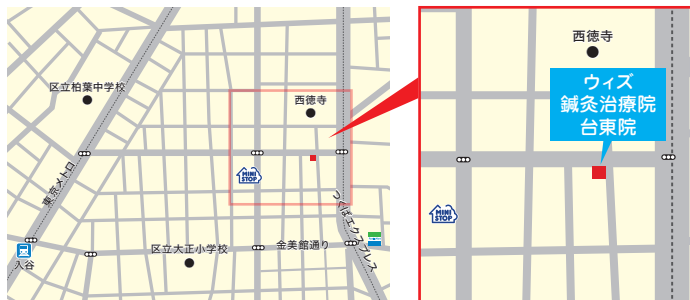 区立柏葉中学校
西徳寺
東京メトロ
MINI
STOP
つくばエクスプレス
区立大正小学校
金美館通り
入谷
西徳寺
ウィズ
鍼灸治療院
台東院
MINI
STOP